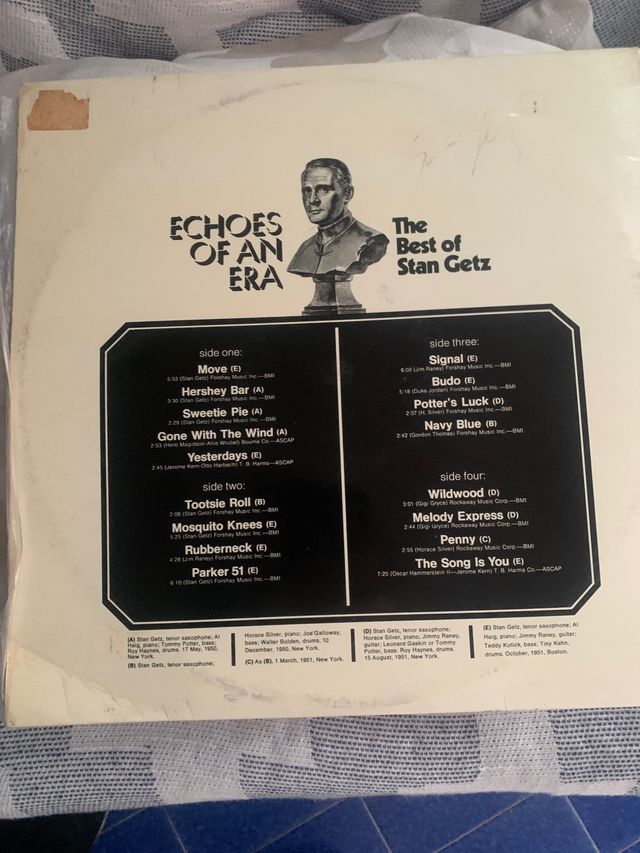 ECHOES
OF AN
ERA
The
Best of
Stan Getz
side one:
Move (E)
5:53 (Stan Getz) Forshay Music Inc.—BMI
Hershey Bar (A)
3:30 (Stan Getz) Forshay Music Inc.—BMI
Sweetie Pie (A)
2:29 (Stan Getz) Forshay Music Inc.—BMI
Gone With The Wind (A)
2:53 (Herb Magidson-Allie Wrubel) Bourne Co.—ASCAP
Yesterdays (E)
2:45 (Jerome Kern-Otto Harbach) T. B. Harms—ASCAP
side two:
Tootsie Roll (B)
2:08 (Stan Getz) Forshay Music Inc.—BMI
Mosquito Knees (E)
5:25 (Stan Getz) Forshay Music Inc.—BMI
Rubberneck (E)
4:28 (Jim Raney) Forshay Music Inc.—BMI
Parker 51 (E)
6:10 (Stan Getz) Forshay Music Inc.—BMI
side three:
Signal (E)
6:00 (Jim Raney) Forshay Music Inc.—BMI
Budo (E)
5:18 (Duke Jordan) Forshay Music Inc.—BMI
Potter's Luck (D)
2:37 (H. Silver) Forshay Music Inc.—BMI
Navy Blue (B)
2:42 (Gordon Thomas) Forshay Music Inc.—BMI
side four:
Wildwood (D)
3:01 (Gigi Gryce) Rockaway Music Corp.—BMI
Melody Express (D)
2:44 (Gigi Gryce) Rockaway Music Corp.—BMI
Penny (C)
2:55 (Horace Silver) Rockaway Music Corp.—BMI
The Song Is You (E)
7:25 (Oscar Hammerstein II—Jerome Kern) T. B. Harms Co.—ASCAP
(A) Stan Getz, tenor saxophone; Al
Haig, piano; Tommy Potter, bass;
Roy Haynes, drums. 17 May, 1950,
New York.
(B) Stan Getz, tenor saxophone;
Horace Silver, piano; Joe Galloway,
bass; Walter Bolden, drums. 10
December, 1950, New York.
(C) As (B). 1 March, 1951, New York.
(D) Stan Getz, tenor saxophone;
Horace Silver, piano; Jimmy Raney,
guitar; Leonard Gaskin or Tommy
Potter, bass; Roy Haynes, drums.
15 August, 1951, New York.
(E) Stan Getz, tenor saxophone; Al
Haig, piano; Jimmy Raney, guitar;
Teddy Kotick, bass; Tiny Kahn,
drums. October, 1951, Boston.